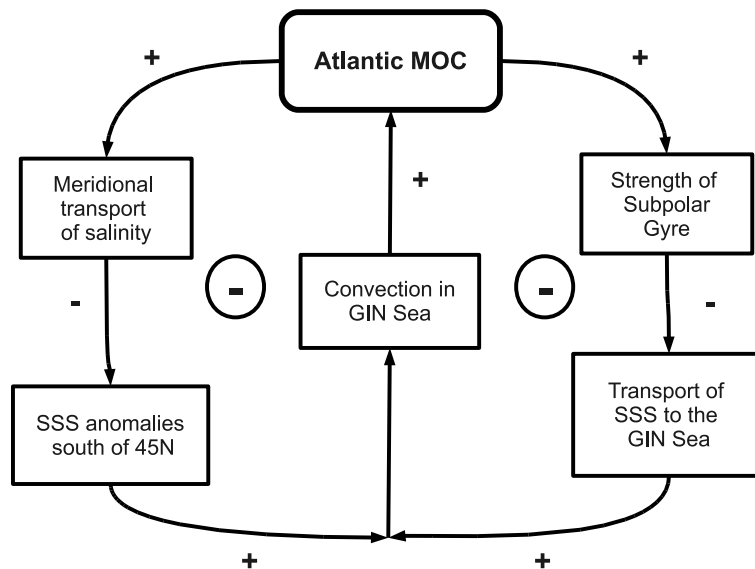 +
Atlantic MOC
+
Meridional
transport
of salinity
+
Strength of
Subpolar
Gyre
-
-
Convection in
GIN Sea
-
-
SSS anomalies
south of 45N
Transport of
SSS to the
GIN Sea
+
+